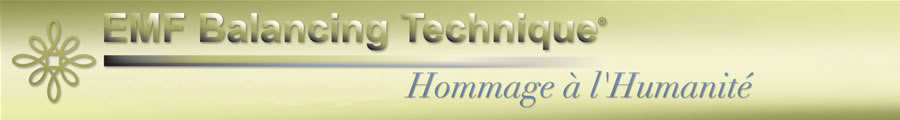 EMF Balancing Technique®
Hommage à l'Humanité